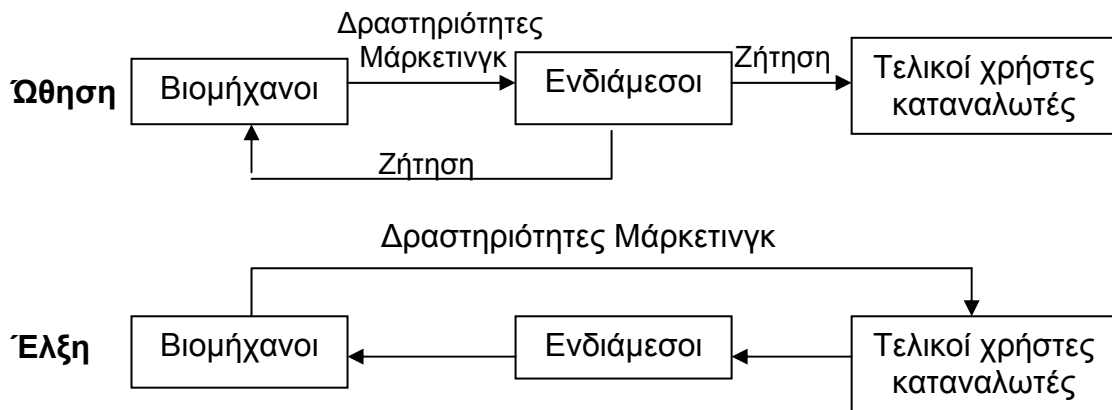 Δραστηριότητες
Μάρκετινγκ
Ώθηση
Βιομήχανοι
Ενδιάμεσοι
Ζήτηση
Τελικοί χρήστες
καταναλωτές
Ζήτηση
Δραστηριότητες Μάρκετινγκ
Έλξη
Βιομήχανοι
Ενδιάμεσοι
Τελικοί χρήστες
καταναλωτές